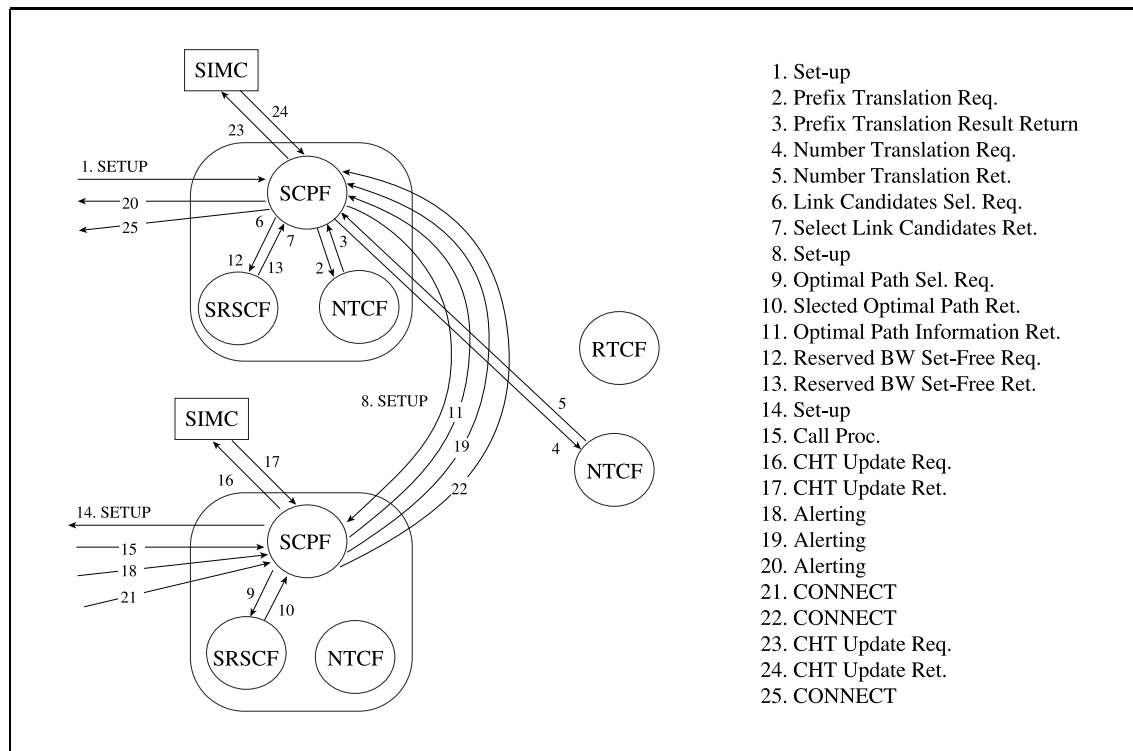 SIMC
24
23
1. SETUP
SCPF
20
25
6
7
3
12
13
2
SRSCF
NTCF
RTCF
8. SETUP
11
5
SIMC
19
4
NTCF
17
16
22
14. SETUP
SCPF
15
18
21
9
10
SRSCF
NTCF
1. Set-up
2. Prefix Translation Req.
3. Prefix Translation Result Return
4. Number Translation Req.
5. Number Translation Ret.
6. Link Candidates Sel. Req.
7. Select Link Candidates Ret.
8. Set-up
9. Optimal Path Sel. Req.
10. Slected Optimal Path Ret.
11. Optimal Path Information Ret.
12. Reserved BW Set-Free Req.
13. Reserved BW Set-Free Ret.
14. Set-up
15. Call Proc.
16. CHT Update Req.
17. CHT Update Ret.
18. Alerting
19. Alerting
20. Alerting
21. CONNECT
22. CONNECT
23. CHT Update Req.
24. CHT Update Ret.
25. CONNECT